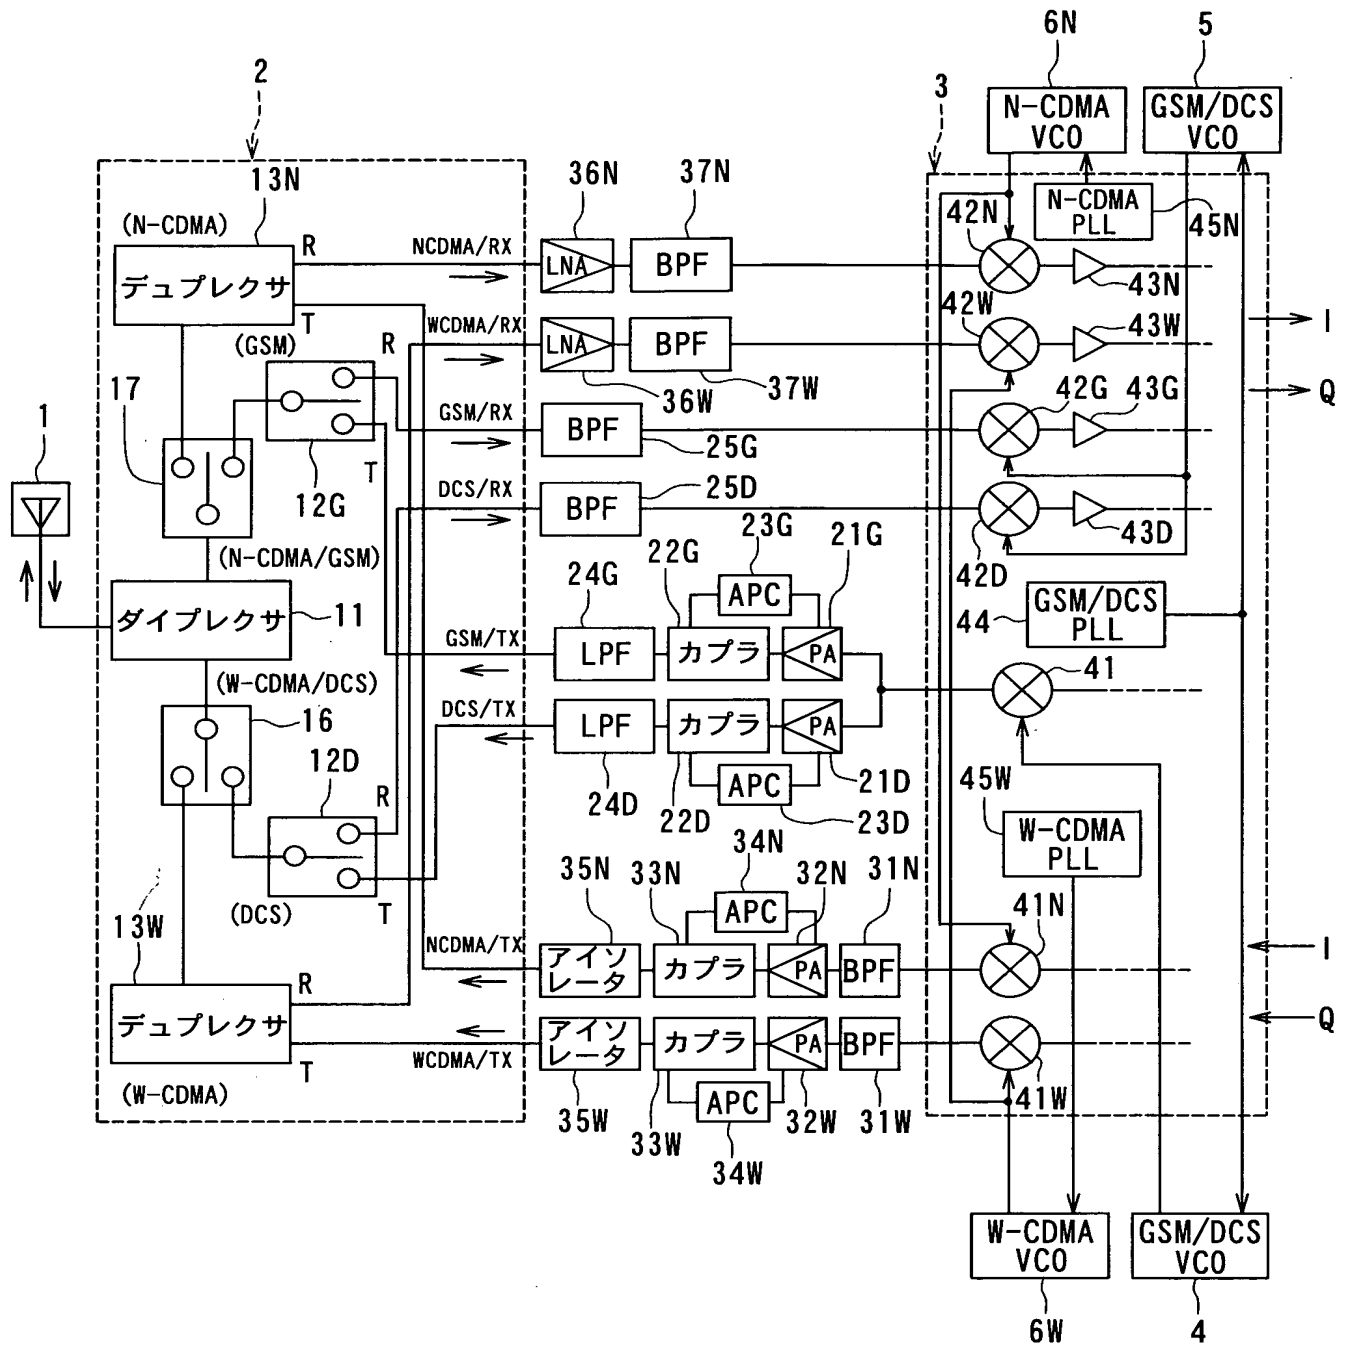 6N
5
2
3
N-CDMA
VCO
GSM/DCS
VCO
13N
36N
37N
42N
N-CDMA
PLL
45N
(N-CDMA)
R
NCDMA/RX
LNA
BPF
デュプレクサ
43N
T
42W
WCDMA/RX
(GSM)
R
LNA
BPF
43W
I
17
36W
37W
42G
43G
Q
1
GSM/RX
BPF
25G
T
12G
DCS/RX
BPF
25D
43D
(N-CDMA/GSM)
23G
21G
22G
42D
24G
APC
ダイプレクサ
11
GSM/DCS
PLL
44
GSM/TX
LPF
カプラ
PA
41
(W-CDMA/DCS)
16
DCS/TX
LPF
カプラ
PA
12D
R
24D
22D
APC
21D
23D
45W
W-CDMA
PLL
34N
35N
33N
32N
31N
(DCS)
T
APC
41N
13W
NCDMA/TX
アイソ
レータ
カプラ
PA
BPF
I
R
デュプレクサ
アイソ
レータ
カプラ
PA
BPF
Q
T
WCDMA/TX
(W-CDMA)
APC
41W
35W
33W
34W
32W
31W
W-CDMA
VCO
GSM/DCS
VCO
6W
4